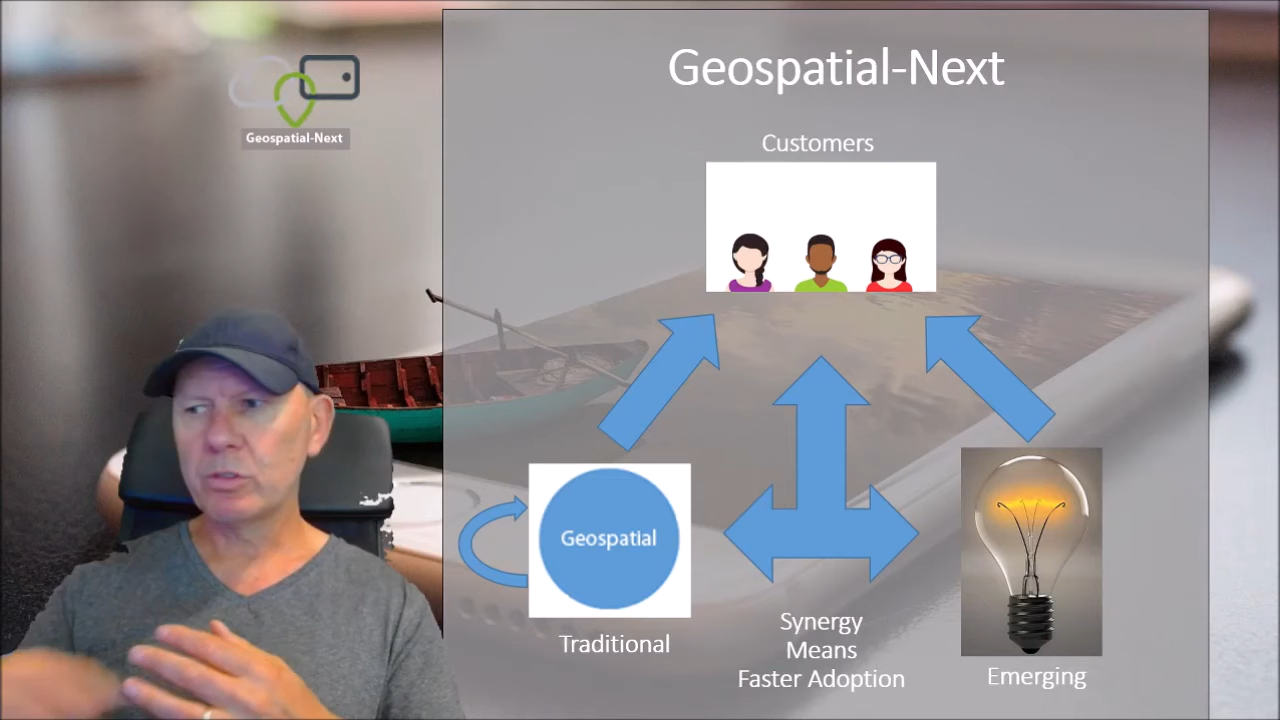 Geospatial-Next
Geospatial-Next
Customers
Geospatial
Traditional
Synergy
Means
Faster Adoption
Emerging